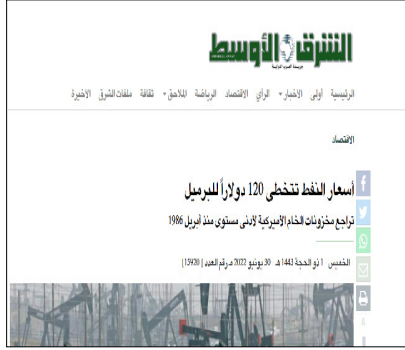 الشرق الأوسط
جريدة العرب الدولية
الرئيسية أولى الأخبار الرأي الاقتصاد الرياضة الملاحق ثقافة ملفات الشرق الأخيرة
الاقتصاد
أسعار النفط تتخطى 120 دولاراً للبرميل
تراجع مخزونات الخام الأميركية لأدنى مستوى منذ أبريل 1986
الخميس 1 ذو الحجة 1443 هـ 30 يونيو 2022 م رقم العدد [15920]